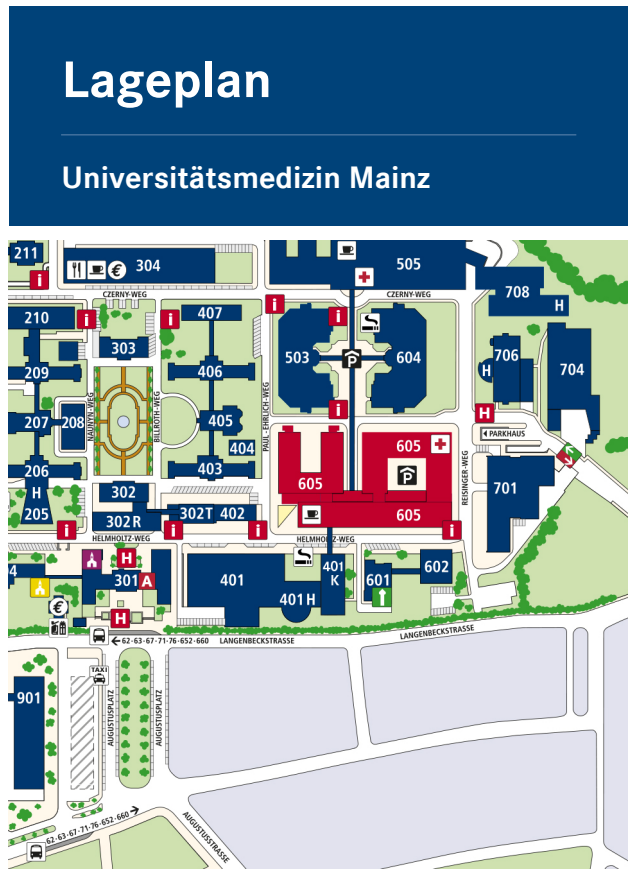 Lageplan
Universitätsmedizin Mainz
211
i
304
€
505
CZERNY-WEG
CZERNY-WEG
708
H
210
i
i
407
i
i
303
503
604
706
H
704
209
406
P
207
208
NAUNYN-WEG
BILLROTH-WEG
405
PAUL-EHRLICH-WEG
i
H
PARKHAUS
404
605
206
403
605
P
REISINGER-WEG
H
302
701
205
302R
302T
402
605
i
i
i
i
HELMHOLTZ-WEG
HELMHOLTZ-WEG
H
4
301
A
401
401
K
601
602
€
401H
H
62·63·67·71·76·652·660
LANGENBECKSTRASSE
LANGENBECKSTRASSE
TAXI
901
AUGUSTUSPLATZ
AUGUSTUSPLATZ
62·63·67·71·76·652·660
AUGUSTUSSTRASSE